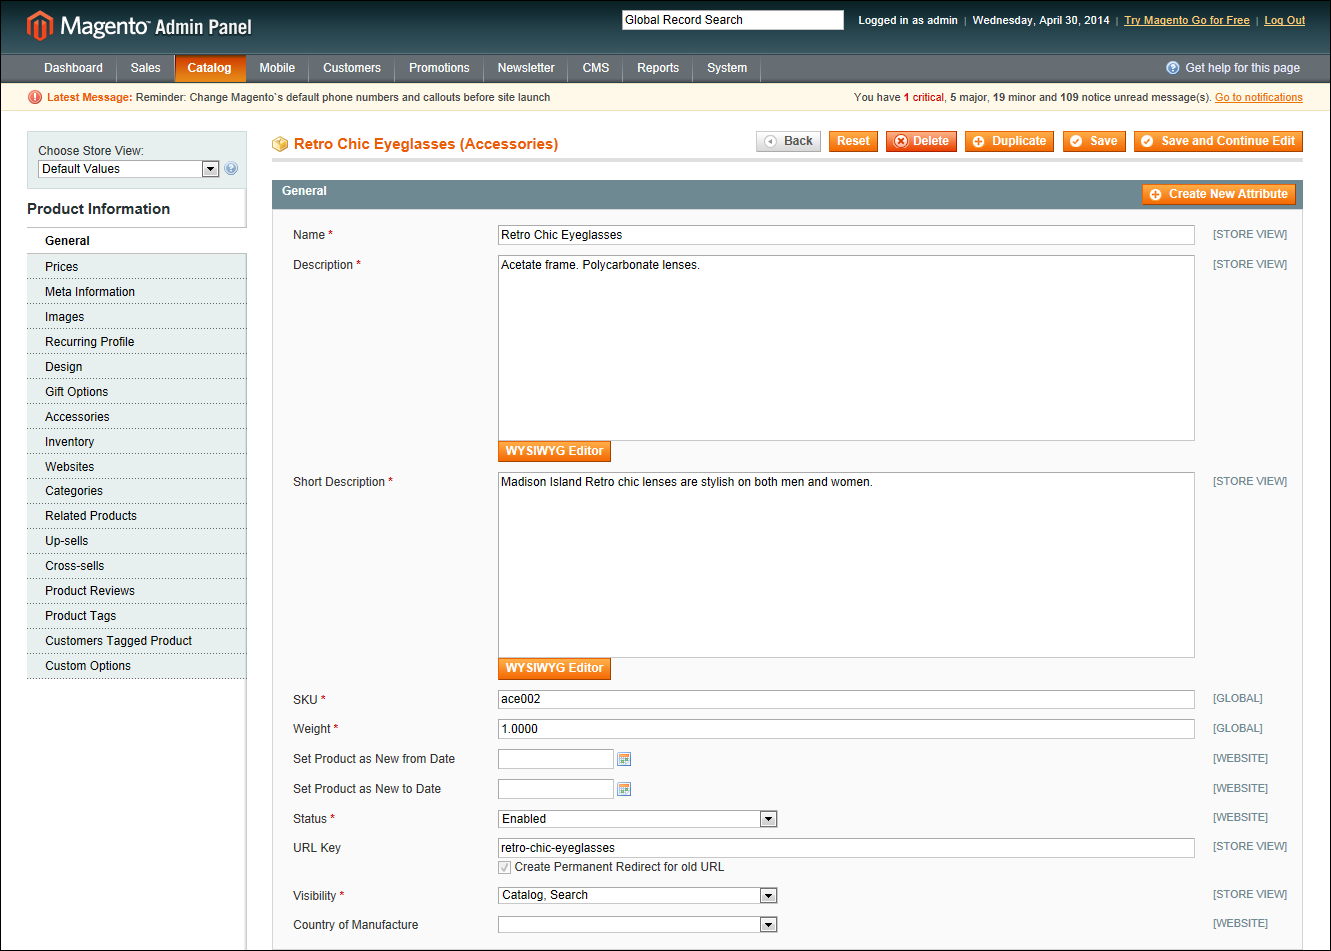 Magento™ Admin Panel
Global Record Search
Logged in as admin | Wednesday, April 30, 2014 | Try Magento Go for Free | Log Out
Dashboard Sales Catalog Mobile Customers Promotions Newsletter CMS Reports System
Get help for this page
Latest Message: Reminder: Change Magento`s default phone numbers and callouts before site launch
You have 1 critical, 5 major, 19 minor and 109 notice unread message(s). Go to notifications
Choose Store View:
Default Values
Product Information
General
Prices
Meta Information
Images
Recurring Profile
Design
Gift Options
Accessories
Inventory
Websites
Categories
Related Products
Up-sells
Cross-sells
Product Reviews
Product Tags
Customers Tagged Product
Custom Options
Retro Chic Eyeglasses (Accessories)
Back Reset Delete Duplicate Save Save and Continue Edit
General
Create New Attribute
Name * Retro Chic Eyeglasses [STORE VIEW]
Description * Acetate frame. Polycarbonate lenses. [STORE VIEW]
WYSIWYG Editor
Short Description * Madison Island Retro chic lenses are stylish on both men and women. [STORE VIEW]
WYSIWYG Editor
SKU * ace002 [GLOBAL]
Weight * 1.0000 [GLOBAL]
Set Product as New from Date [WEBSITE]
Set Product as New to Date [WEBSITE]
Status * Enabled [WEBSITE]
URL Key retro-chic-eyeglasses [STORE VIEW]
Create Permanent Redirect for old URL
Visibility * Catalog, Search [STORE VIEW]
Country of Manufacture [WEBSITE]